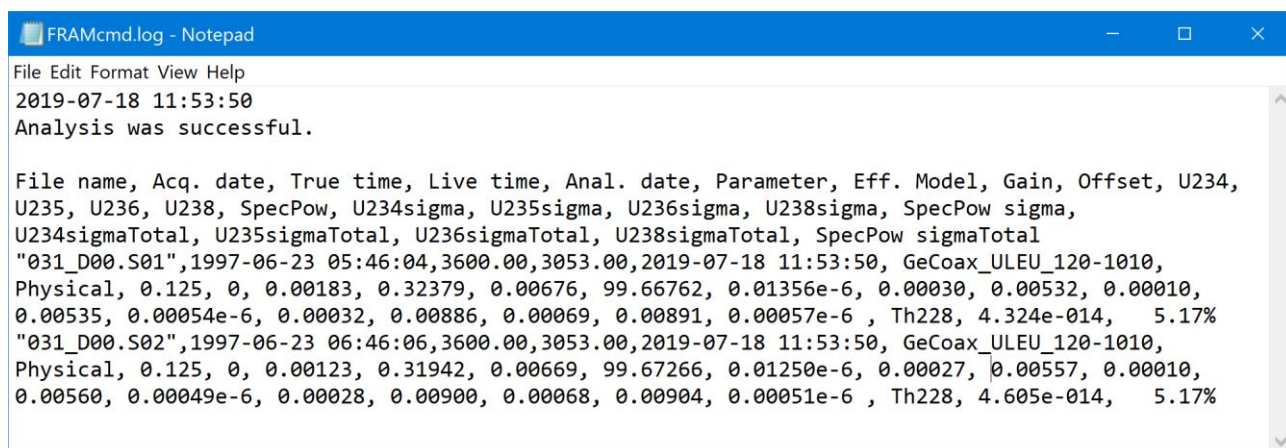 FRAMcmd.log - Notepad
File Edit Format View Help
2019-07-18 11:53:50
Analysis was successful.
File name, Acq. date, True time, Live time, Anal. date, Parameter, Eff. Model, Gain, Offset, U234,
U235, U236, U238, SpecPow, U234sigma, U235sigma, U236sigma, U238sigma, SpecPow sigma,
U234sigmaTotal, U235sigmaTotal, U236sigmaTotal, U238sigmaTotal, SpecPow sigmaTotal
"031_D00.S01",1997-06-23 05:46:04,3600.00,3053.00,2019-07-18 11:53:50, GeCoax_ULEU_120-1010,
Physical, 0.125, 0, 0.00183, 0.32379, 0.00676, 99.66762, 0.01356e-6, 0.00030, 0.00532, 0.00010,
0.00535, 0.00054e-6, 0.00032, 0.00886, 0.00069, 0.00891, 0.00057e-6 , Th228, 4.324e-014,   5.17%
"031_D00.S02",1997-06-23 06:46:06,3600.00,3053.00,2019-07-18 11:53:50, GeCoax_ULEU_120-1010,
Physical, 0.125, 0, 0.00123, 0.31942, 0.00669, 99.67266, 0.01250e-6, 0.00027, 0.00557, 0.00010,
0.00560, 0.00049e-6, 0.00028, 0.00900, 0.00068, 0.00904, 0.00051e-6 , Th228, 4.605e-014,   5.17%